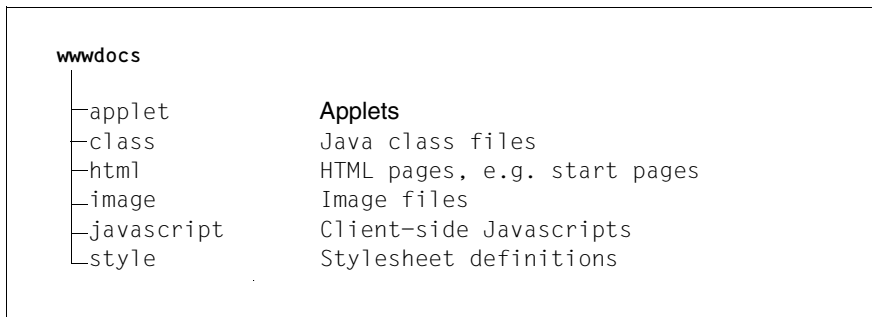 wwwdocs
applet Applets
class Java class files
html HTML pages, e.g. start pages
image Image files
javascript Client-side Javascripts
style Stylesheet definitions